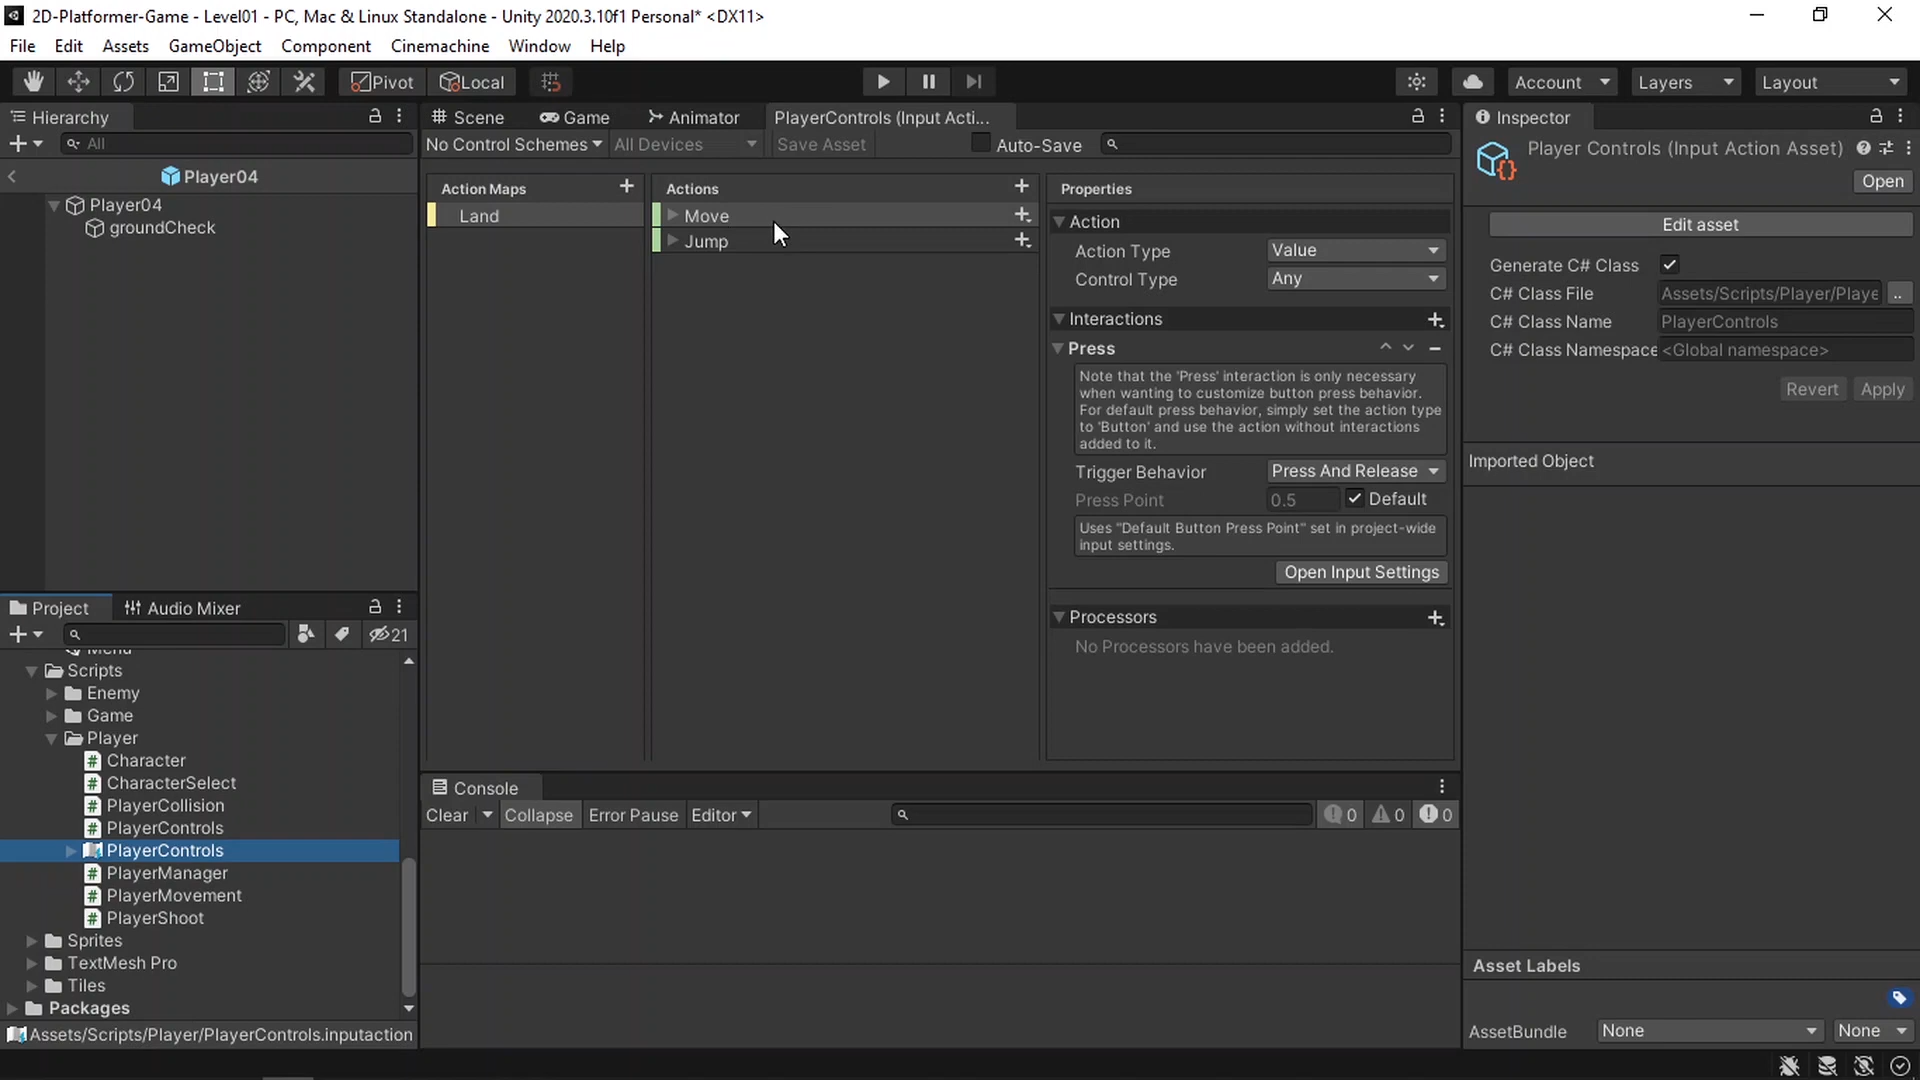 2D-Platformer-Game - Level01 - PC, Mac & Linux Standalone - Unity 2020.3.10f1 Personal* <DX11>
File Edit Assets GameObject Component Cinemachine Window Help
Pivot Local Account Layers Layout
Hierarchy
All
Player04
Player04
groundCheck
Scene Game Animator PlayerControls (Input Acti...
No Control Schemes All Devices Save Asset Auto-Save
Action Maps
Land
Actions
Move
Jump
Properties
Action
Action Type Value
Control Type Any
Interactions
Press
Note that the 'Press' interaction is only necessary
when wanting to customize button press behavior.
For default press behavior, simply set the action type
to 'Button' and use the action without interactions
added to it.
Trigger Behavior Press And Release
Press Point 0.5 Default
Uses "Default Button Press Point" set in project-wide
input settings.
Open Input Settings
Processors
No Processors have been added.
Inspector
Player Controls (Input Action Asset)
Open
Edit asset
Generate C# Class
C# Class File Assets/Scripts/Player/Playe ..
C# Class Name PlayerControls
C# Class Namespace <Global namespace>
Revert Apply
Imported Object
Asset Labels
AssetBundle None None
Project Audio Mixer
21
Menu
Scripts
Enemy
Game
Player
Character
CharacterSelect
PlayerCollision
PlayerControls
PlayerControls
PlayerManager
PlayerMovement
PlayerShoot
Sprites
TextMesh Pro
Tiles
Packages
Assets/Scripts/Player/PlayerControls.inputaction
Console
Clear Collapse Error Pause Editor 0 0 0